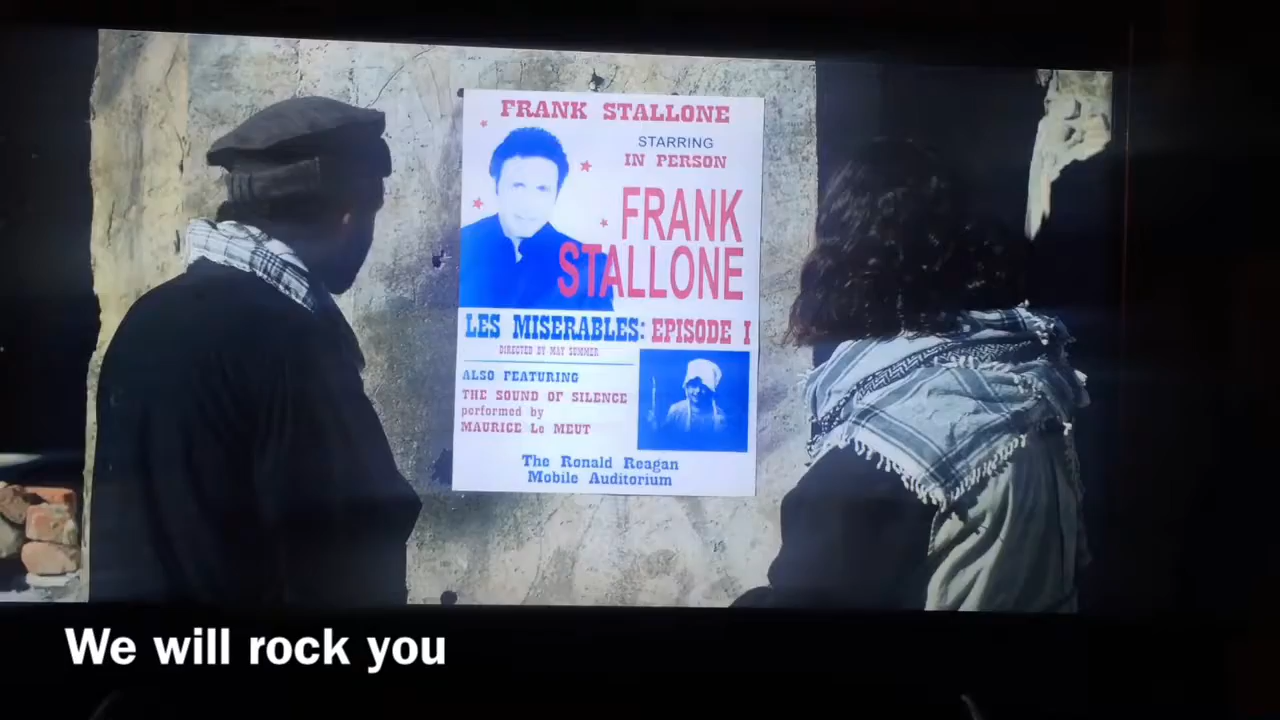 FRANK STALLONE
STARRING
IN PERSON
FRANK
STALLONE
LES MISERABLES: EPISODE I
DIRECTED BY MAY SUMMER
ALSO FEATURING
THE SOUND OF SILENCE
performed by
MAURICE Le MEUT
The Ronald Reagan
Mobile Auditorium
We will rock you